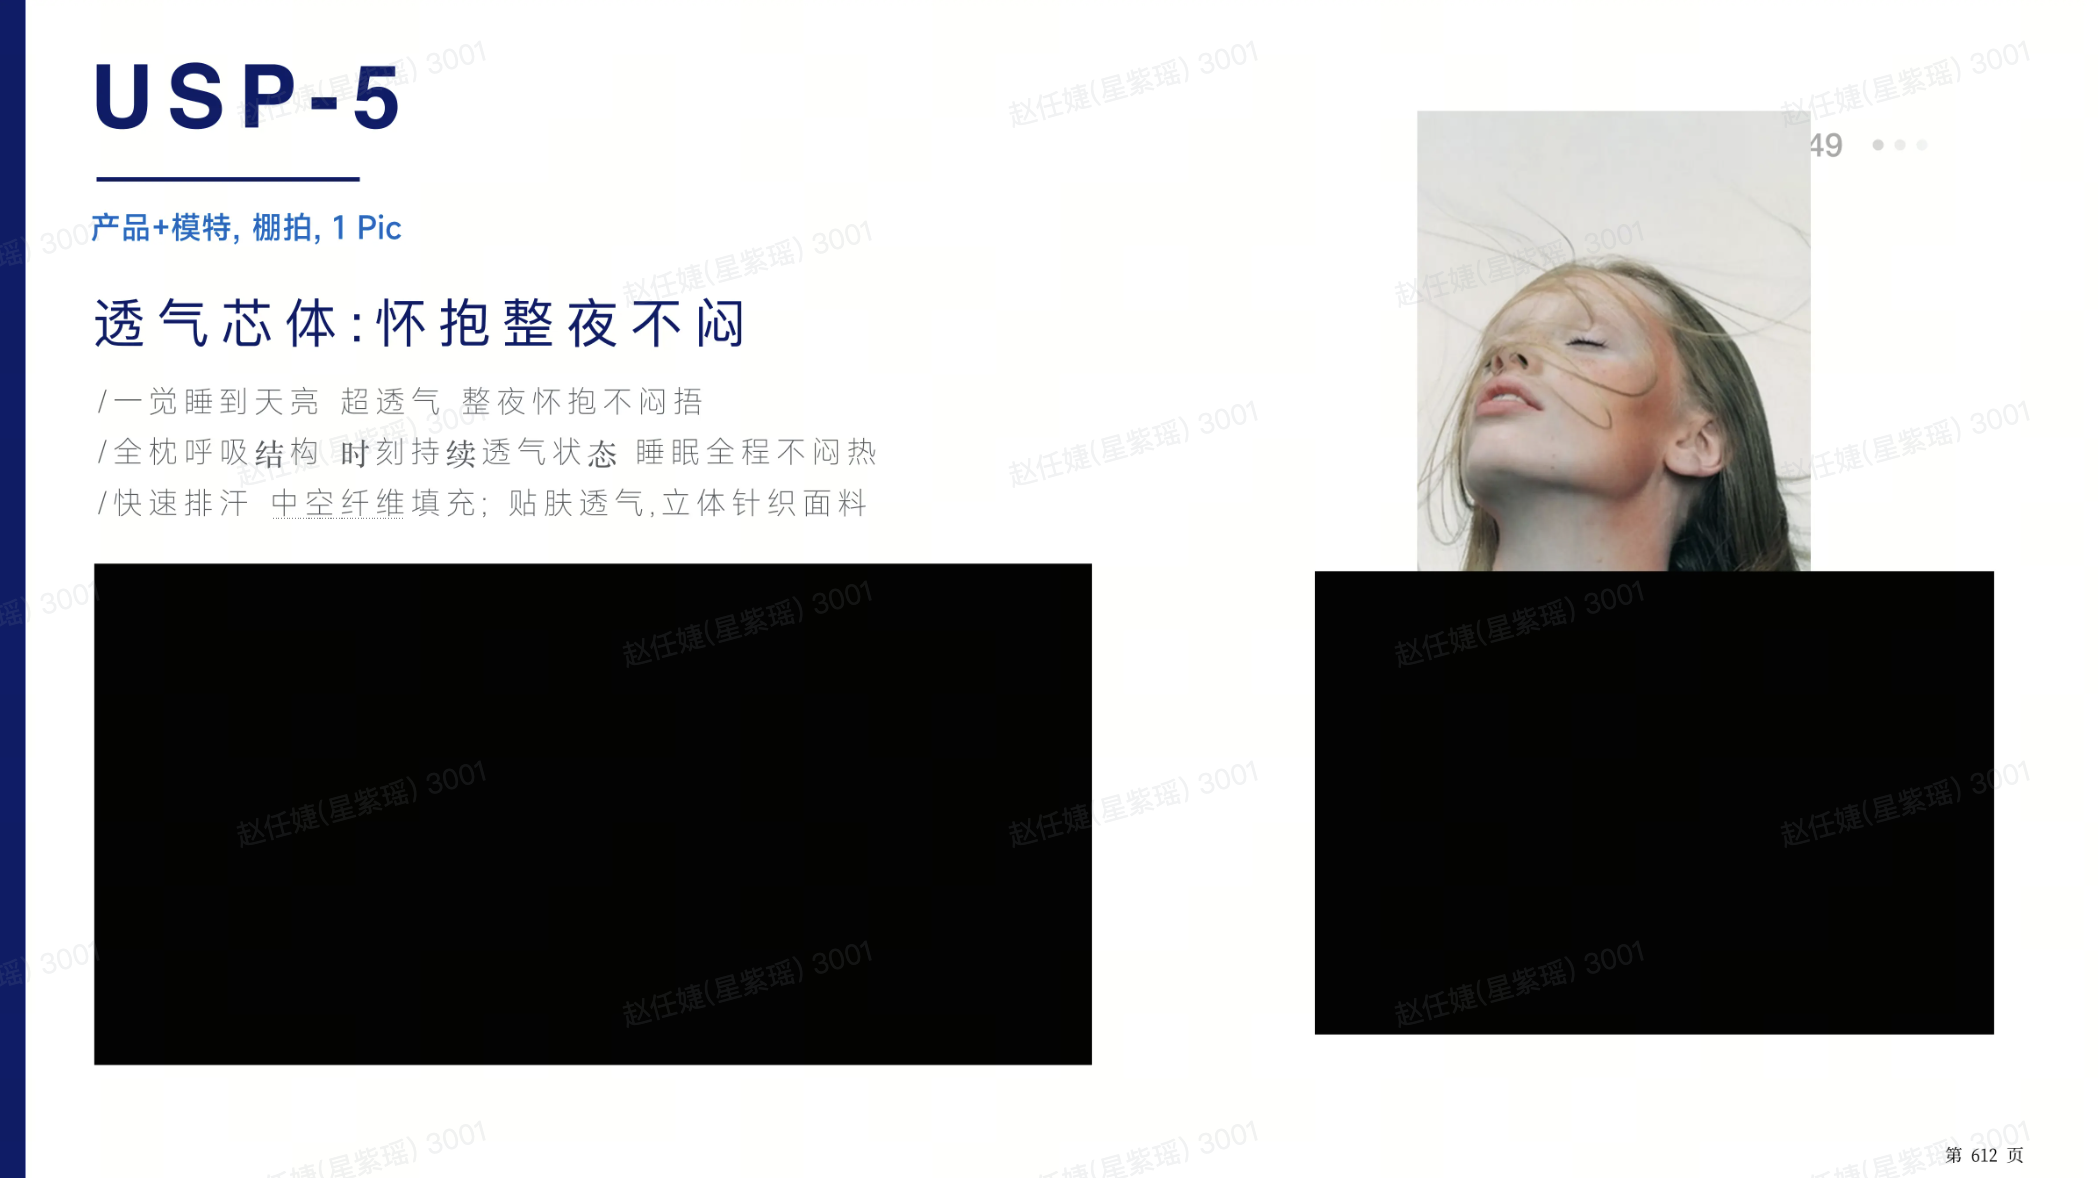 USP-5
49
产品+模特, 棚拍, 1 Pic
透气芯体:怀抱整夜不闷
/一觉睡到天亮 超透气 整夜怀抱不闷捂
/全枕呼吸结构 时刻持续透气状态 睡眠全程不闷热
/快速排汗 中空纤维填充; 贴肤透气,立体针织面料
第 612 页
赵任婕(星紫瑶) 3001